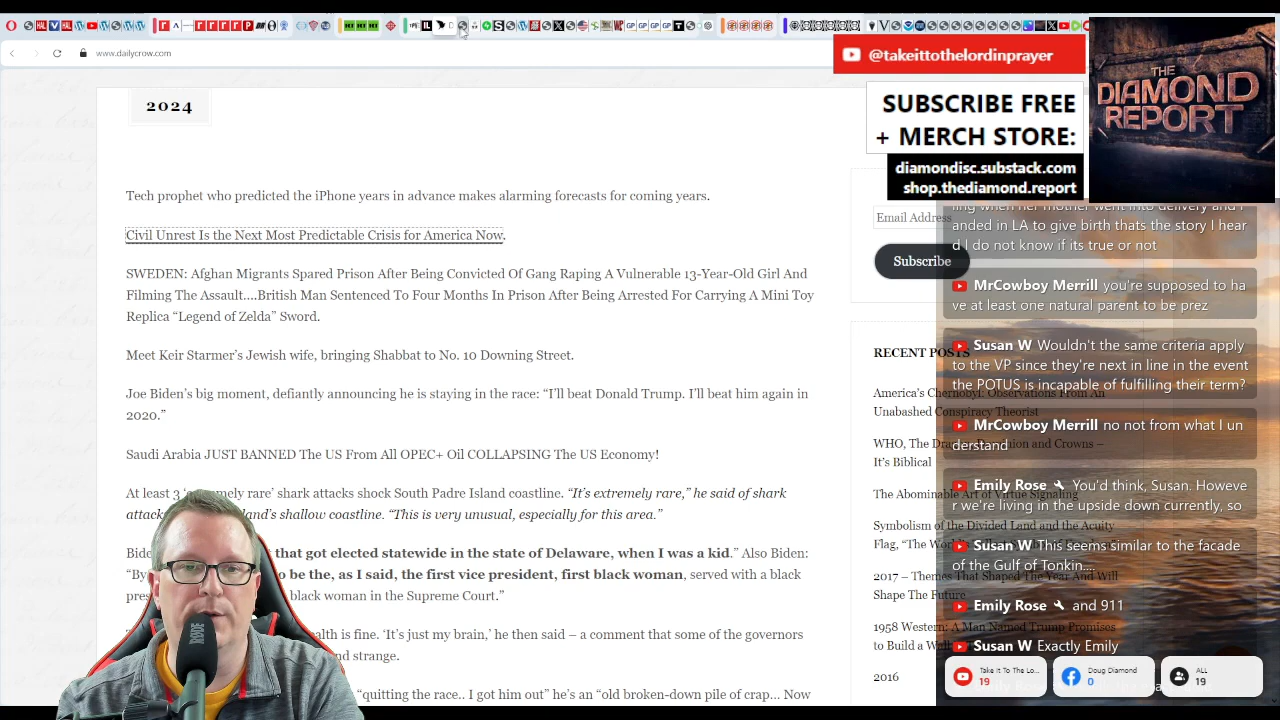 www.dailycrow.com
@takeittothelordinprayer
THE
DIAMOND
REPORT
SUBSCRIBE FREE
+ MERCH STORE:
diamondisc.substack.com
shop.thediamond.report
2024
Tech prophet who predicted the iPhone years in advance makes alarming forecasts for coming years.
Civil Unrest Is the Next Most Predictable Crisis for America Now.
SWEDEN: Afghan Migrants Spared Prison After Being Convicted Of Gang Raping A Vulnerable 13-Year-Old Girl And
Filming The Assault....British Man Sentenced To Four Months In Prison After Being Arrested For Carrying A Mini Toy
Replica “Legend of Zelda” Sword.
Meet Keir Starmer’s Jewish wife, bringing Shabbat to No. 10 Downing Street.
Joe Biden’s big moment, defiantly announcing he is staying in the race: “I’ll beat Donald Trump. I’ll beat him again in
2020.”
Saudi Arabia JUST BANNED The US From All OPEC+ Oil COLLAPSING The US Economy!
At least 3 rare’ shark attacks shock South Padre Island coastline. “It’s extremely rare,” he said of shark
shallow coastline. “This is very unusual, especially for this area.”
that got elected statewide in the state of Delaware, when I was a kid.” Also Biden:
be the, as I said, the first vice president, first black woman, served with a black
black woman in the Supreme Court.”
is fine. ‘It’s just my brain,’ he then said – a comment that some of the governors
strange.
“quitting the race.. I got him out” he’s an “old broken-down pile of crap... Now
Email Address
Subscribe
RECENT POSTS
America’s Chernobyl: Observations From An
Unabashed Conspiracy Theorist
WHO, The and Crowns –
It’s Biblical
The Abominable Art of Virtue Signaling
Symbolism of the Divided Land and the Acuity
Flag, “The
2017 – Themes That Shaped The Year And Will
Shape The Future
1958 Western: A Man Named Trump Promises
to Build a
2016
ling when her mother went into delivery and l
anded in LA to give birth thats the story I hear
d I do not know if its true or not
MrCowboy Merrill you're supposed to ha
ve at least one natural parent to be prez
Susan W Wouldn't the same criteria apply
to the VP since they're next in line in the event
the POTUS is incapable of fulfilling their term?
MrCowboy Merrill no not from what I un
derstand
Emily Rose You'd think, Susan. Howeve
r we're living in the upside down currently, so
Susan W This seems similar to the facade
of the Gulf of Tonkin....
Emily Rose and 911
Susan W Exactly Emily
Take It To The Lo...
19
Doug Diamond
0
ALL
19